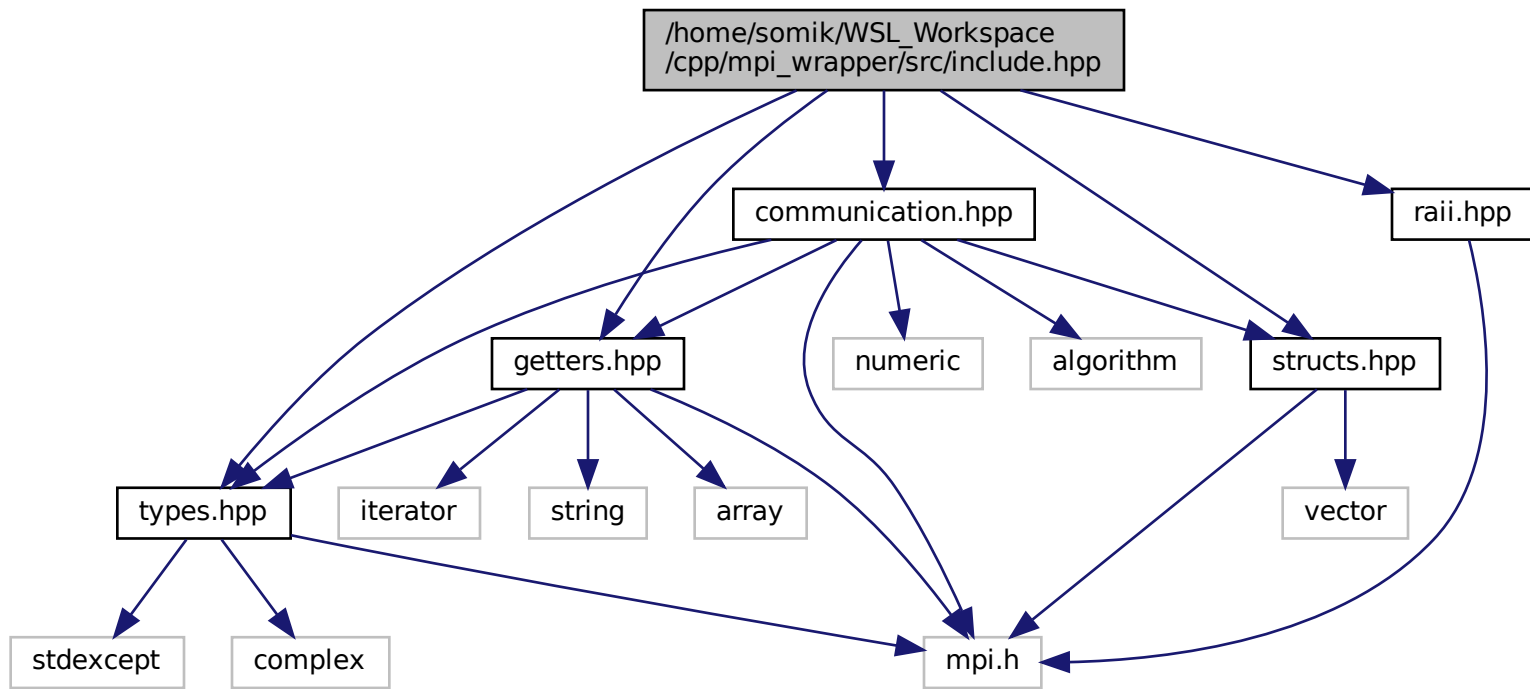 /home/somik/WSL_Workspace
/cpp/mpi_wrapper/src/include.hpp
communication.hpp
raii.hpp
getters.hpp
numeric
algorithm
structs.hpp
types.hpp
iterator
string
array
vector
stdexcept
complex
mpi.h